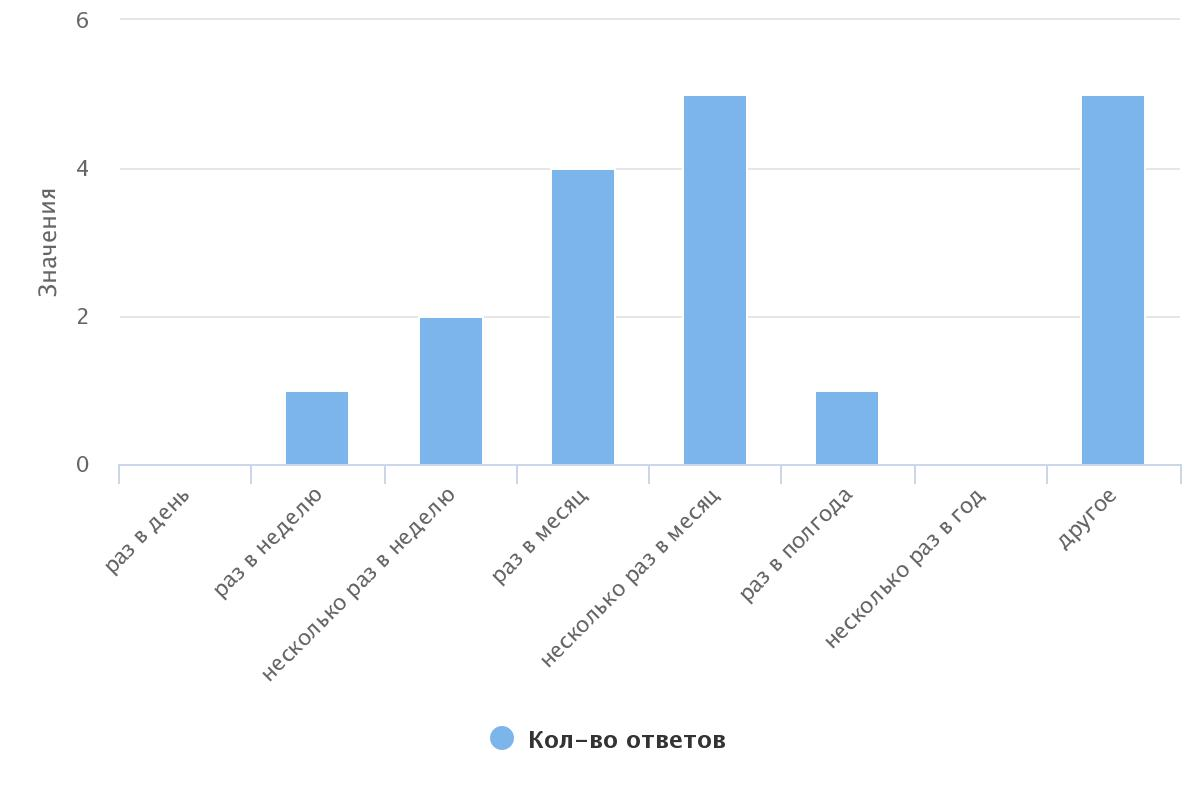 6
4
2
0
Значения
раз в день
раз в неделю
несколько раз в неделю
раз в месяц
несколько раз в месяц
раз в полгода
несколько раз в год
другое
Кол-во ответов